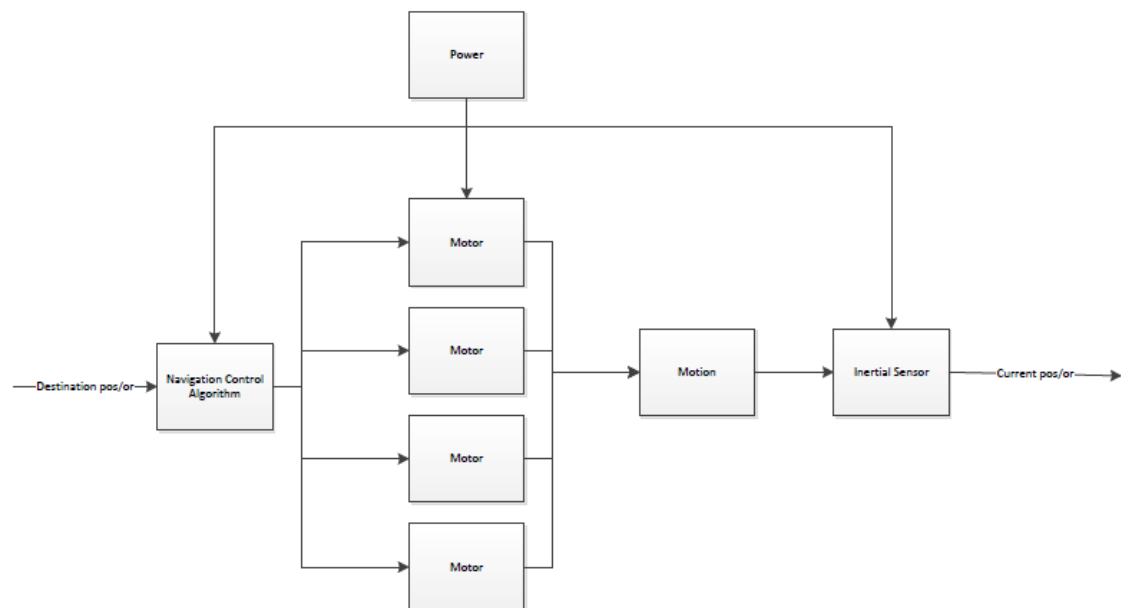 Power
Motor
Motor
Destination pos/or
Navigation Control
Algorithm
Motion
Inertial Sensor
Current pos/or
Motor
Motor